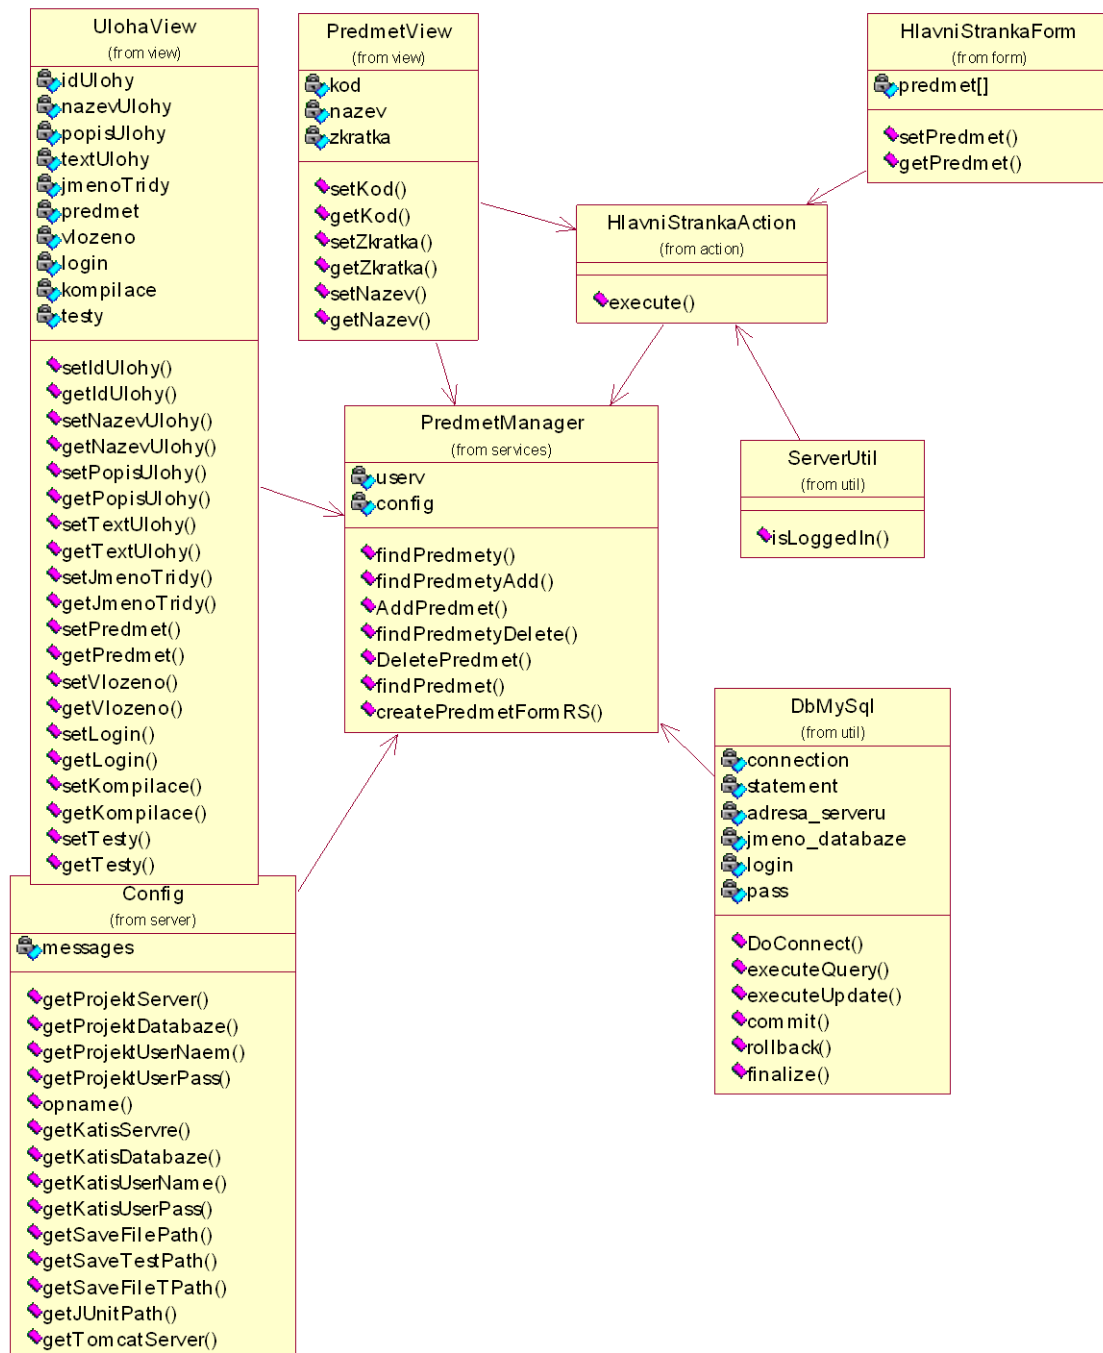 UlohaView
(from view)
idUlohy
nazevUlohy
popisUlohy
textUlohy
jmenoTridy
predmet
vlozeno
login
kompilace
testy
setIdUlohy()
getIdUlohy()
setNazevUlohy()
getNazevUlohy()
setPopisUlohy()
getPopisUlohy()
setTextUlohy()
getTextUlohy()
setJmenoTridy()
getJmenoTridy()
setPredmet()
getPredmet()
setVlozeno()
getVlozeno()
setLogin()
getLogin()
setKompilace()
getKompilace()
setTesty()
getTesty()
PredmetView
(from view)
kod
nazev
zkratka
setKod()
getKod()
setZkratka()
getZkratka()
setNazev()
getNazev()
HlavniStrankaForm
(from form)
predmet[]
setPredmet()
getPredmet()
HlavniStrankaAction
(from action)
execute()
PredmetManager
(from services)
userv
config
findPredmety()
findPredmetyAdd()
AddPredmet()
findPredmetyDelete()
DeletePredmet()
findPredmet()
createPredmetFormRS()
ServerUtil
(from util)
isLoggedIn()
DbMySql
(from util)
connection
statement
adresa_serveru
jmeno_databaze
login
pass
DoConnect()
executeQuery()
executeUpdate()
commit()
rollback()
finalize()
Config
(from server)
messages
getProjektServer()
getProjektDatabaze()
getProjektUserNaem()
getProjektUserPass()
opname()
getKatisServre()
getKatisDatabaze()
getKatisUserName()
getKatisUserPass()
getSaveFilePath()
getSaveTestPath()
getSaveFileTPath()
getJUnitPath()
getTomcatServer()